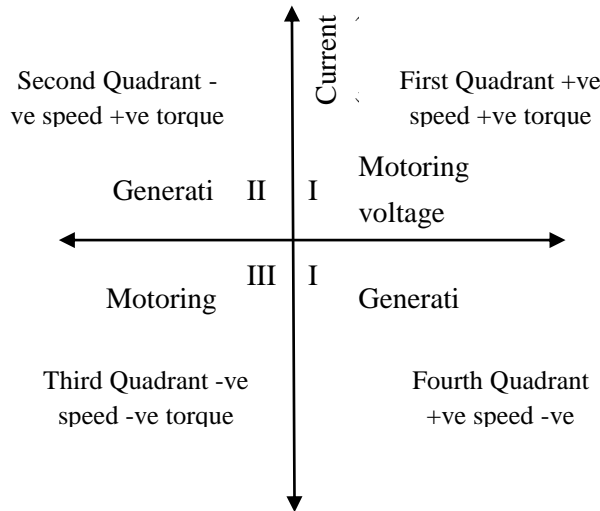 Current
Second Quadrant -
ve speed +ve torque
First Quadrant +ve
speed +ve torque
Generati
II
I
Motoring
voltage
Motoring
III
I
Generati
Third Quadrant -ve
speed -ve torque
Fourth Quadrant
+ve speed -ve